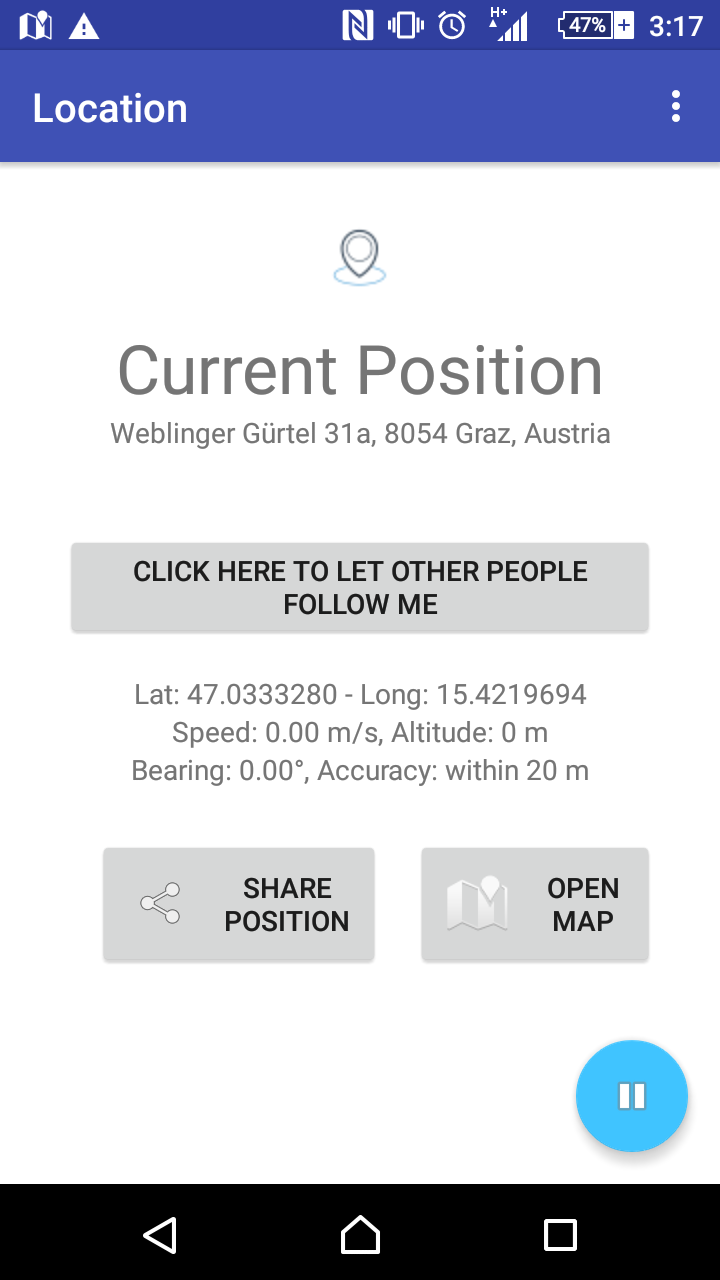 H+
47%
3:17
Location
Current Position
Weblinger Gürtel 31a, 8054 Graz, Austria
CLICK HERE TO LET OTHER PEOPLE
FOLLOW ME
Lat: 47.0333280 - Long: 15.4219694
Speed: 0.00 m/s, Altitude: 0 m
Bearing: 0.00°, Accuracy: within 20 m
SHARE
POSITION
OPEN
MAP